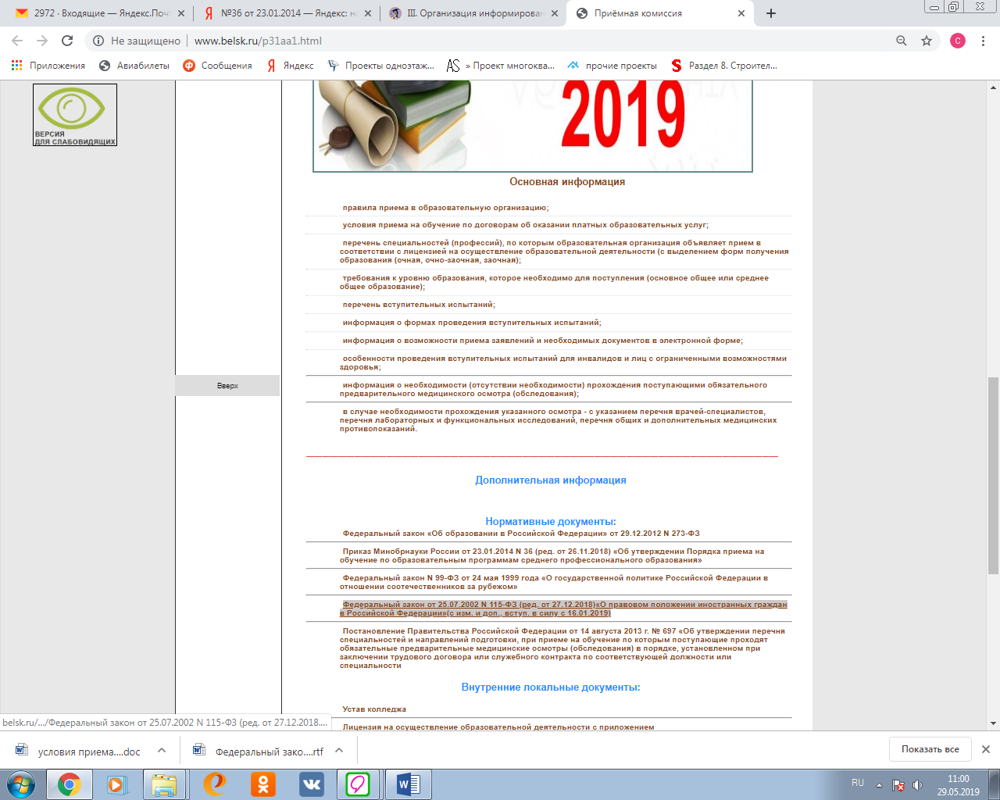 2972 · Входящие — Яндекс.Поч
№36 от 23.01.2014 — Яндекс: н
III. Организация информирован
Приёмная комиссия
Не защищено
www.belsk.ru/p31aa1.html
С
Приложения
Авиабилеты
Сообщения
Яндекс
Проекты одноэтаж...
» Проект многоква...
прочие проекты
Раздел 8. Строител...
ВЕРСИЯ
ДЛЯ СЛАБОВИДЯЩИХ
2019
Основная информация
правила приема в образовательную организацию;
условия приема на обучение по договорам об оказании платных образовательных услуг;
перечень специальностей (профессий), по которым образовательная организация объявляет прием в
соответствии с лицензией на осуществление образовательной деятельности (с выделением форм получения
образования (очная, очно-заочная, заочная);
требования к уровню образования, которое необходимо для поступления (основное общее или среднее
общее образование);
перечень вступительных испытаний;
информация о формах проведения вступительных испытаний;
информация о возможности приема заявлений и необходимых документов в электронной форме;
особенности проведения вступительных испытаний для инвалидов и лиц с ограниченными возможностями
здоровья;
Вверх
информация о необходимости (отсутствии необходимости) прохождения поступающими обязательного
предварительного медицинского осмотра (обследования);
в случае необходимости прохождения указанного осмотра - с указанием перечня врачей-специалистов,
перечня лабораторных и функциональных исследований, перечня общих и дополнительных медицинских
противопоказаний.
Дополнительная информация
Нормативные документы:
Федеральный закон «Об образовании в Российской Федерации» от 29.12.2012 N 273-ФЗ
Приказ Минобрнауки России от 23.01.2014 N 36 (ред. от 26.11.2018) «Об утверждении Порядка приема на
обучение по образовательным программам среднего профессионального образования»
Федеральный закон N 99-ФЗ от 24 мая 1999 года «О государственной политике Российской Федерации в
отношении соотечественников за рубежом»
Федеральный закон от 25.07.2002 N 115-ФЗ (ред. от 27.12.2018)«О правовом положении иностранных граждан
в Российской Федерации»(с изм. и доп., вступ. в силу с 16.01.2019)
Постановление Правительства Российской Федерации от 14 августа 2013 г. № 697 «Об утверждении перечня
специальностей и направлений подготовки, при приеме на обучение по которым поступающие проходят
обязательные предварительные медицинские осмотры (обследования) в порядке, установленном при
заключении трудового договора или служебного контракта по соответствующей должности или
специальности
Внутренние локальные документы:
Устав колледжа
Лицензия на осуществление образовательной деятельности с приложением
belsk.ru/.../Федеральный закон от 25.07.2002 N 115-ФЗ (ред. от 27.12.2018....
условия приема....doc
Федеральный зако....rtf
Показать все
RU
11:00
29.05.2019